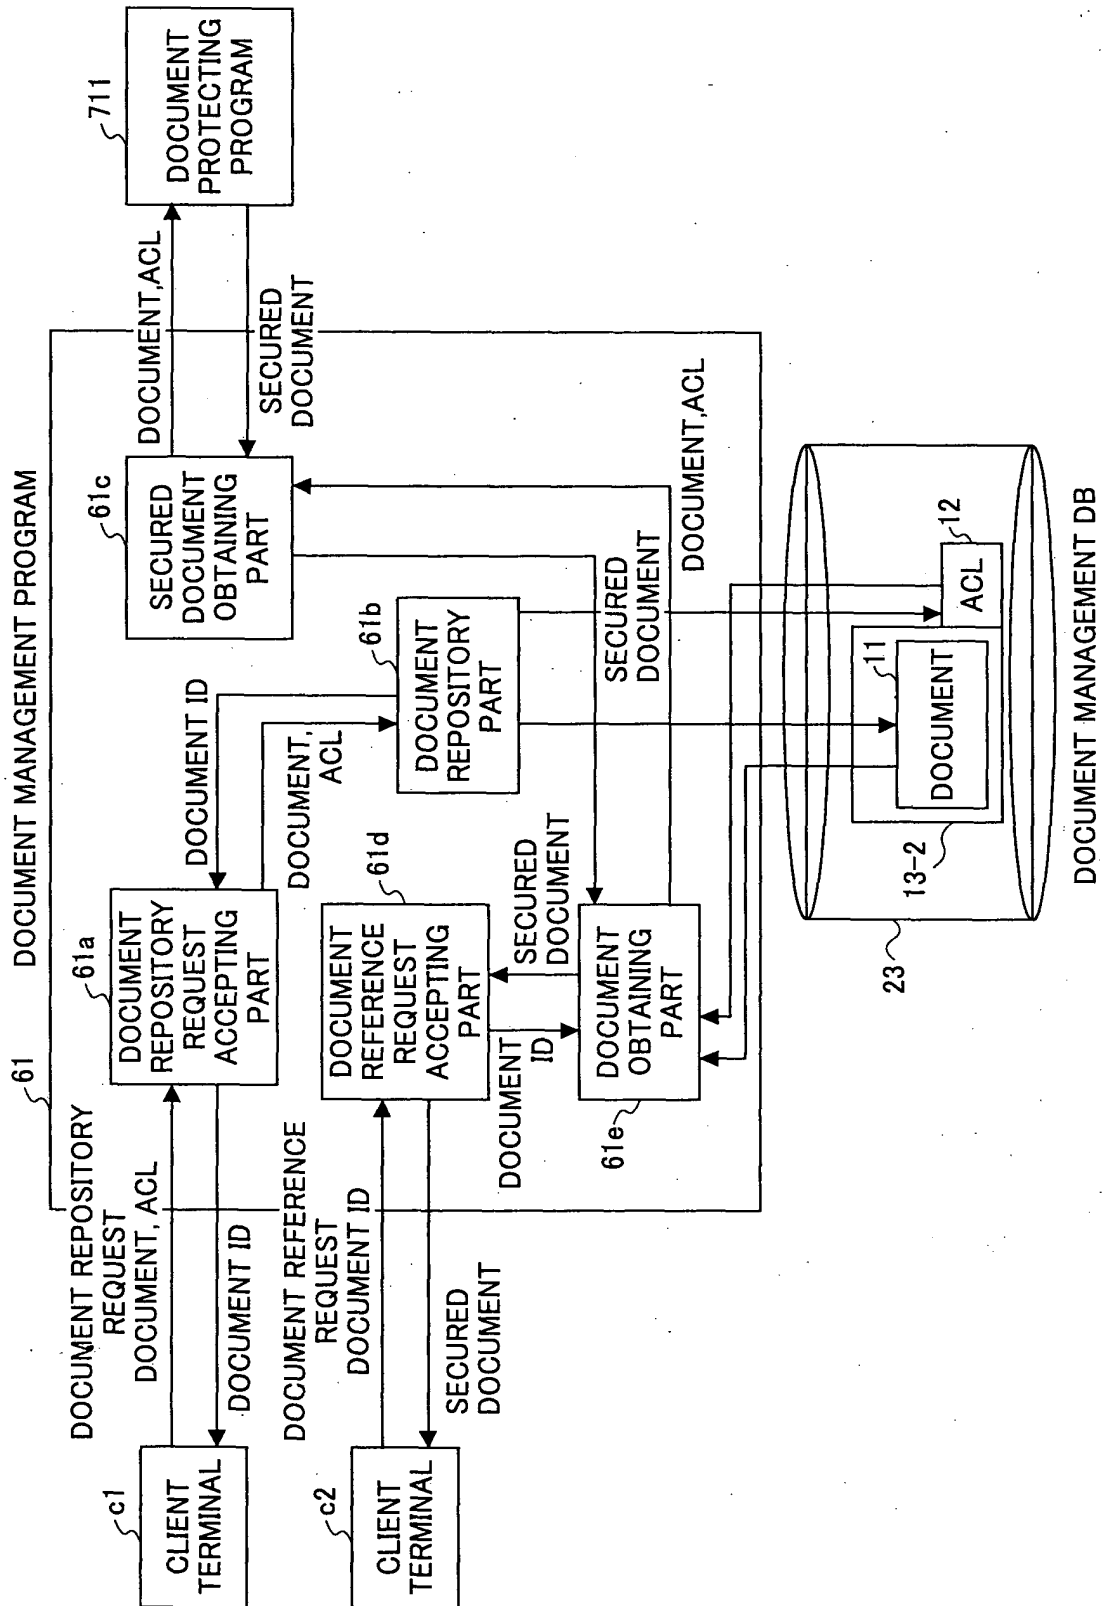 61
DOCUMENT MANAGEMENT PROGRAM
DOCUMENT REPOSITORY
REQUEST
DOCUMENT, ACL
c1
CLIENT
TERMINAL
DOCUMENT ID
61a
DOCUMENT
REPOSITORY
REQUEST
ACCEPTING
PART
DOCUMENT ID
DOCUMENT,
ACL
61b
DOCUMENT
REPOSITORY
PART
61c
SECURED
DOCUMENT
OBTAINING
PART
DOCUMENT,ACL
SECURED
DOCUMENT
711
DOCUMENT
PROTECTING
PROGRAM
DOCUMENT REFERENCE
REQUEST
DOCUMENT ID
c2
CLIENT
TERMINAL
SECURED
DOCUMENT
61d
DOCUMENT
REFERENCE
REQUEST
ACCEPTING
PART
DOCUMENT
ID
SECURED
DOCUMENT
61e
DOCUMENT
OBTAINING
PART
SECURED
DOCUMENT
DOCUMENT,ACL
23
13-2
11
DOCUMENT
12
ACL
DOCUMENT MANAGEMENT DB